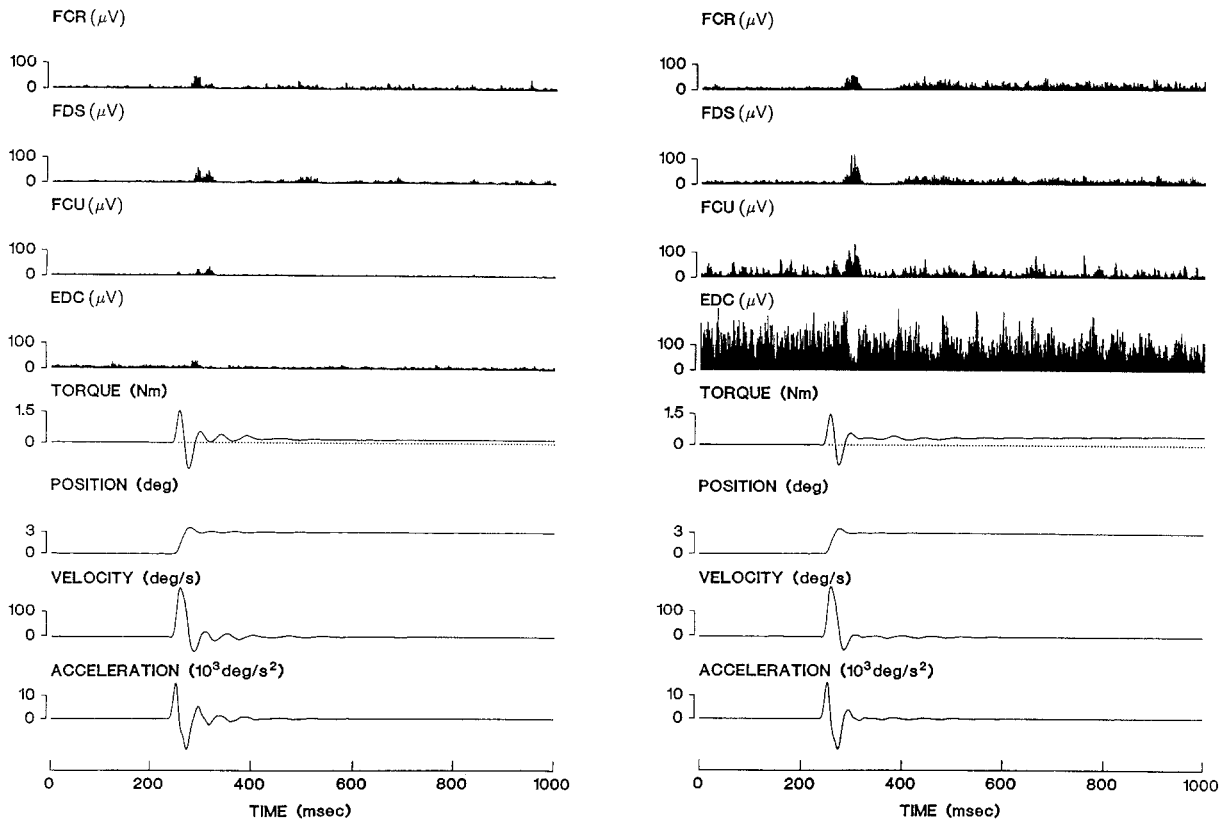 FCR (μV)
100
0
FDS (μV)
100
0
FCU (μV)
100
0
EDC (μV)
100
0
TORQUE (Nm)
1.5
0
POSITION (deg)
3
0
VELOCITY (deg/s)
100
0
ACCELERATION (10³deg/s²)
10
0
0 200 400 600 800 1000
TIME (msec)
FCR (μV)
100
0
FDS (μV)
100
0
FCU (μV)
100
0
EDC (μV)
100
0
TORQUE (Nm)
1.5
0
POSITION (deg)
3
0
VELOCITY (deg/s)
100
0
ACCELERATION (10³deg/s²)
10
0
0 200 400 600 800 1000
TIME (msec)